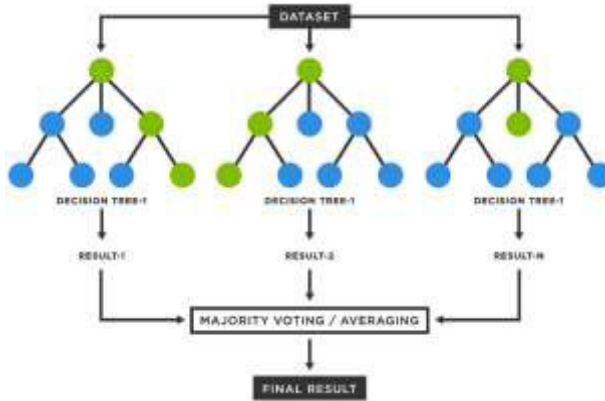 DATASET
DECISION TREE-1 DECISION TREE-1 DECISION TREE-1
RESULT-1 RESULT-2 RESULT-N
MAJORITY VOTING / AVERAGING
FINAL RESULT